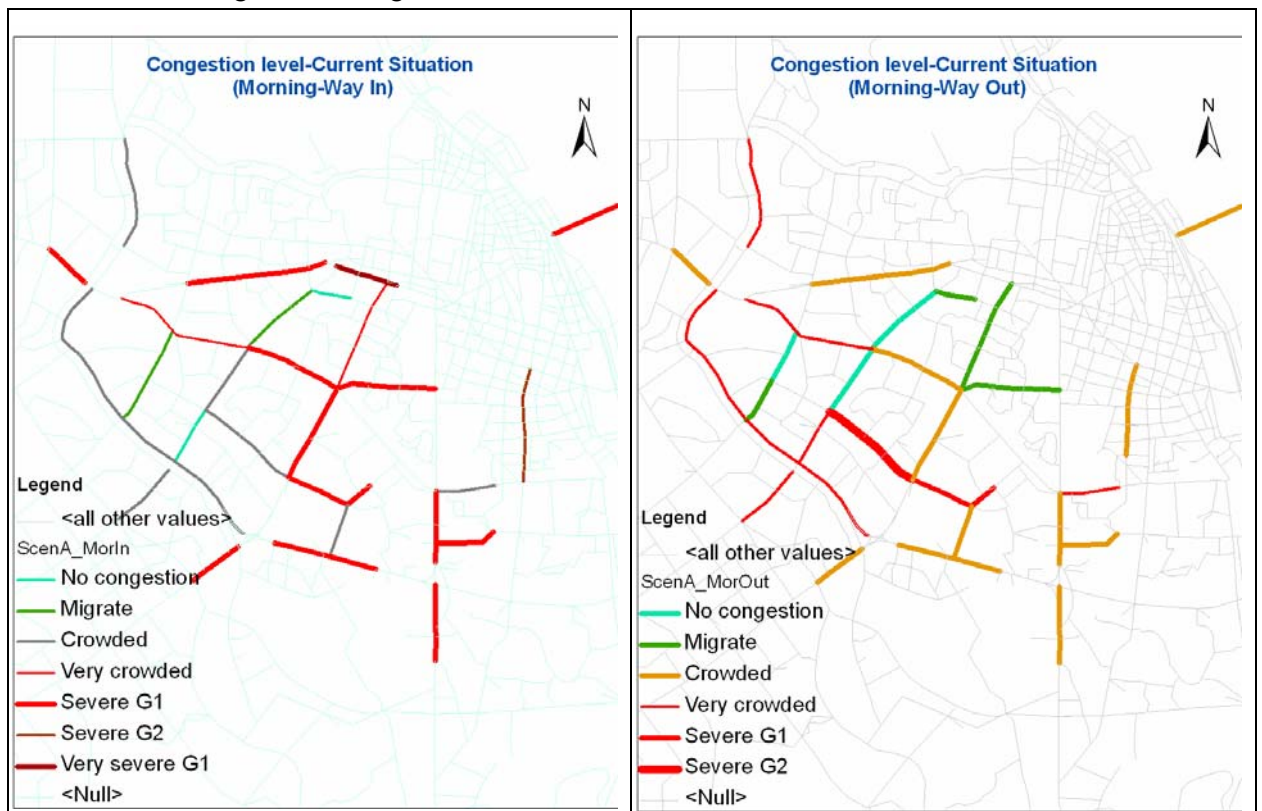 Congestion level-Current Situation
(Morning-Way In)
N
Legend
<all other values>
ScenA_MorIn
No congestion
Migrate
Crowded
Very crowded
Severe G1
Severe G2
Very severe G1
<Null>
Congestion level-Current Situation
(Morning-Way Out)
N
Legend
<all other values>
ScenA_MorOut
No congestion
Migrate
Crowded
Very crowded
Severe G1
Severe G2
<Null>